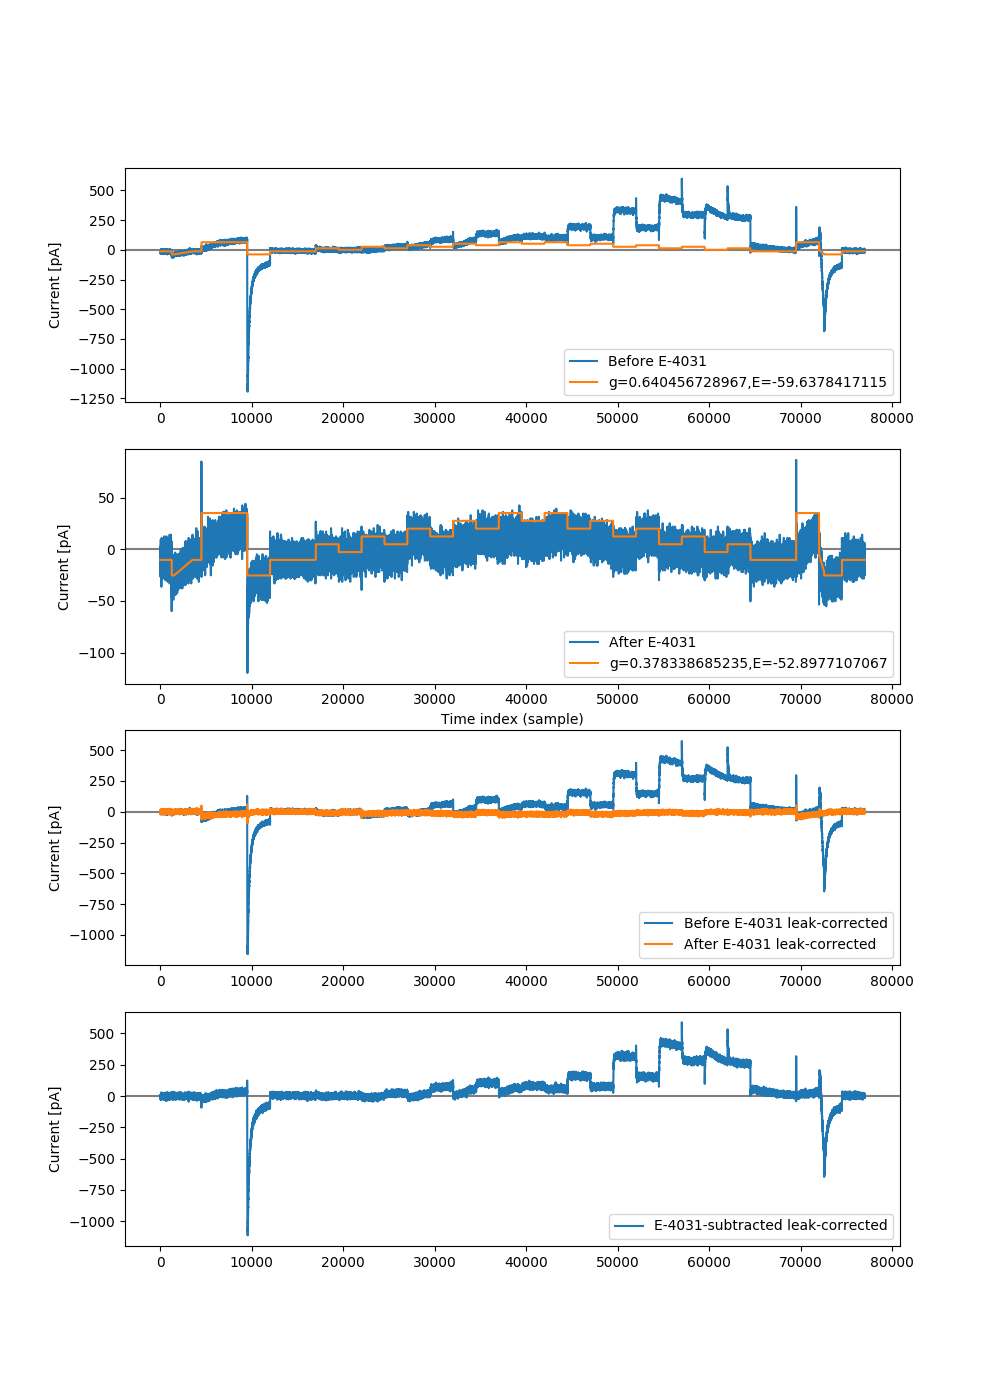 500
250
0
−250
−500
−750
−1000
−1250
Current [pA]
Before E-4031
g=0.640456728967,E=-59.6378417115
0 10000 20000 30000 40000 50000 60000 70000 80000
50
0
−50
−100
Current [pA]
After E-4031
g=0.378338685235,E=-52.8977107067
0 10000 20000 30000 40000 50000 60000 70000 80000
Time index (sample)
500
250
0
−250
−500
−750
−1000
Current [pA]
Before E-4031 leak-corrected
After E-4031 leak-corrected
0 10000 20000 30000 40000 50000 60000 70000 80000
500
250
0
−250
−500
−750
−1000
Current [pA]
E-4031-subtracted leak-corrected
0 10000 20000 30000 40000 50000 60000 70000 80000